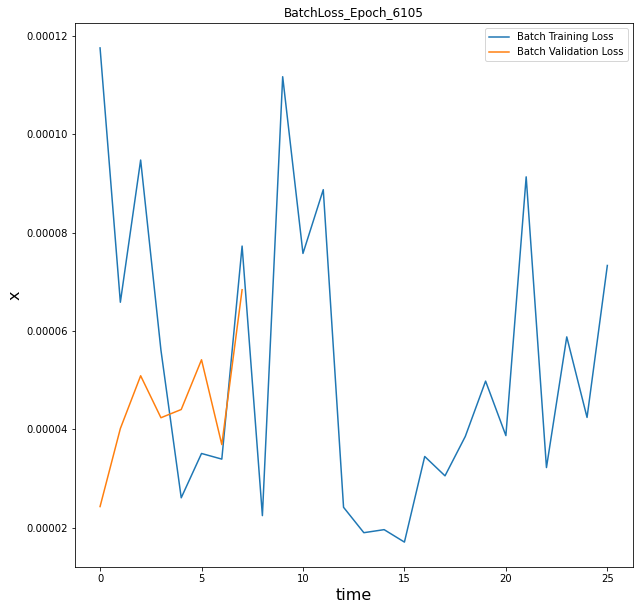 BatchLoss_Epoch_6105
Batch Training Loss
Batch Validation Loss
0.00012
0.00010
0.00008
0.00006
0.00004
0.00002
x
0 5 10 15 20 25
time